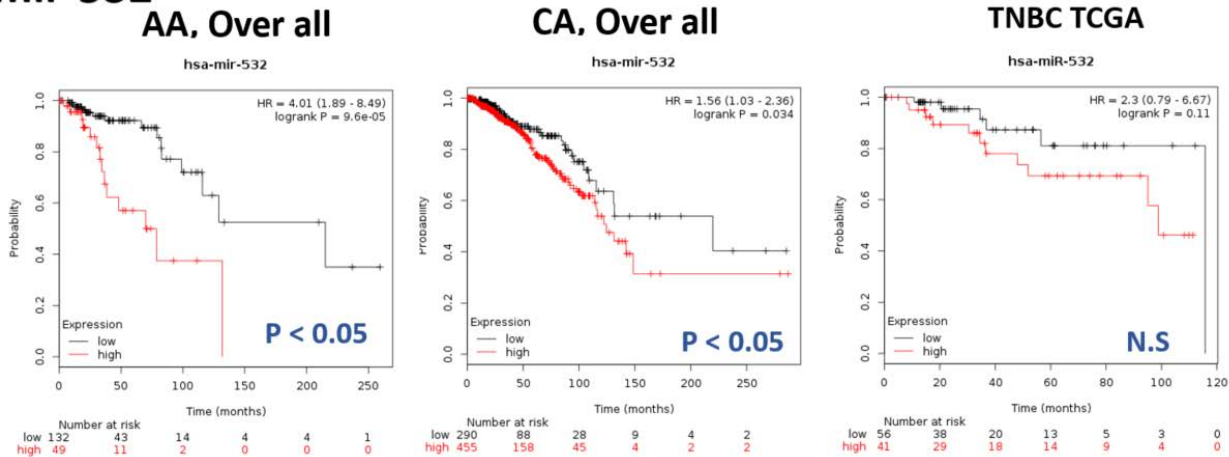 AA, Over all
hsa-mir-532
HR = 4.01 (1.89 - 8.49)
logrank P = 9.6e-05
Probability
1.0
0.8
0.6
0.4
0.2
0.0
Expression
low
high
P < 0.05
0 50 100 150 200 250
Time (months)
Number at risk
low 132 43 14 4 4 1
high 49 11 2 0 0 0
CA, Over all
hsa-mir-532
HR = 1.56 (1.03 - 2.36)
logrank P = 0.034
Probability
1.0
0.8
0.6
0.4
0.2
0.0
Expression
low
high
P < 0.05
0 50 100 150 200 250
Time (months)
Number at risk
low 290 88 28 9 4 2
high 455 158 45 4 2 2
TNBC TCGA
hsa-miR-532
HR = 2.3 (0.79 - 6.67)
logrank P = 0.11
Probability
1.0
0.8
0.6
0.4
0.2
0.0
Expression
low
high
N.S
0 20 40 60 80 100 120
Time (months)
Number at risk
low 56 38 20 13 5 3 0
high 41 29 18 14 9 4 0